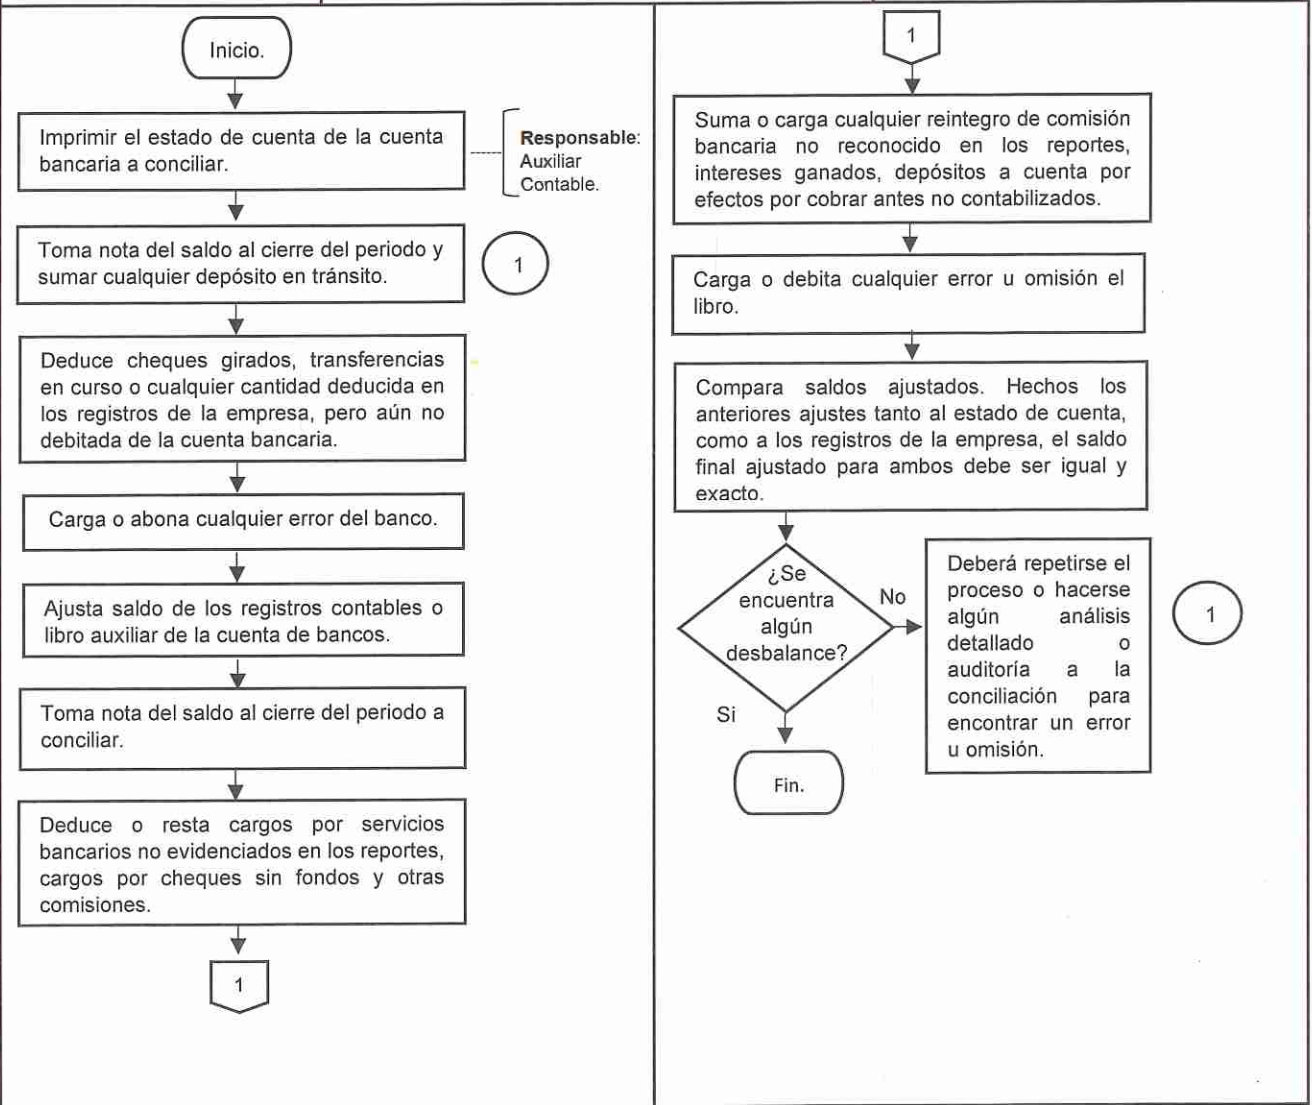 Inicio.
Imprimir el estado de cuenta de la cuenta
bancaria a conciliar.
Responsable:
Auxiliar
Contable.
Toma nota del saldo al cierre del periodo y
sumar cualquier depósito en tránsito.
1
Deduce cheques girados, transferencias
en curso o cualquier cantidad deducida en
los registros de la empresa, pero aún no
debitada de la cuenta bancaria.
Carga o abona cualquier error del banco.
Ajusta saldo de los registros contables o
libro auxiliar de la cuenta de bancos.
Toma nota del saldo al cierre del periodo a
conciliar.
Deduce o resta cargos por servicios
bancarios no evidenciados en los reportes,
cargos por cheques sin fondos y otras
comisiones.
1
1
Suma o carga cualquier reintegro de comisión
bancaria no reconocido en los reportes,
intereses ganados, depósitos a cuenta por
efectos por cobrar antes no contabilizados.
Carga o debita cualquier error u omisión el
libro.
Compara saldos ajustados. Hechos los
anteriores ajustes tanto al estado de cuenta,
como a los registros de la empresa, el saldo
final ajustado para ambos debe ser igual y
exacto.
¿Se
encuentra
algún
desbalance?
No
Deberá repetirse el
proceso o hacerse
algún análisis
detallado o
auditoría a la
conciliación para
encontrar un error
u omisión.
1
Si
Fin.